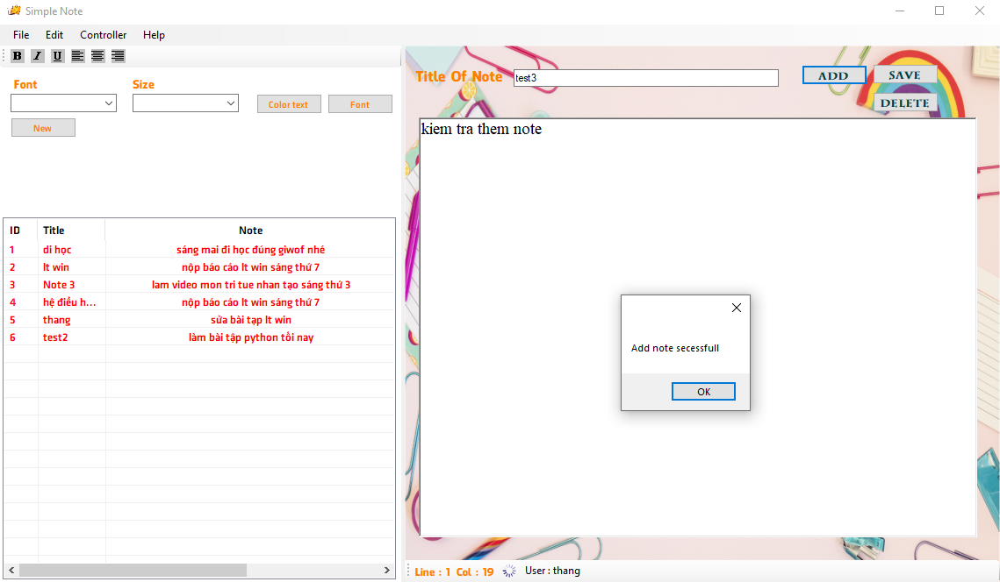 Simple Note
File Edit Controller Help
B I U
Font Size
Color text Font
New
Title Of Note test3 ADD SAVE
DELETE
kiem tra them note
ID Title Note
1 di học sáng mai đi học đúng giwof nhé
2 lt win nộp báo cáo lt win sáng thứ 7
3 Note 3 lam video mon tri tue nhan tạo sáng thứ 3
4 hệ điều h... nộp báo cáo lt win sáng thứ 7
5 thang sửa bài tạp lt win
6 test2 làm bài tập python tối nay
Add note secessfull
OK
Line : 1 Col : 19 User : thang